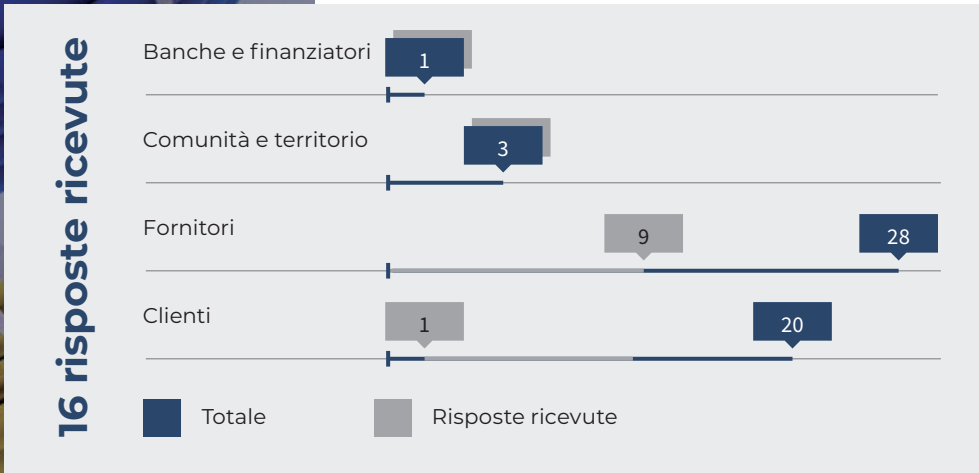 16 risposte ricevute
Banche e finanziatori
1
Comunità e territorio
3
Fornitori
9
28
Clienti
1
20
Totale
Risposte ricevute